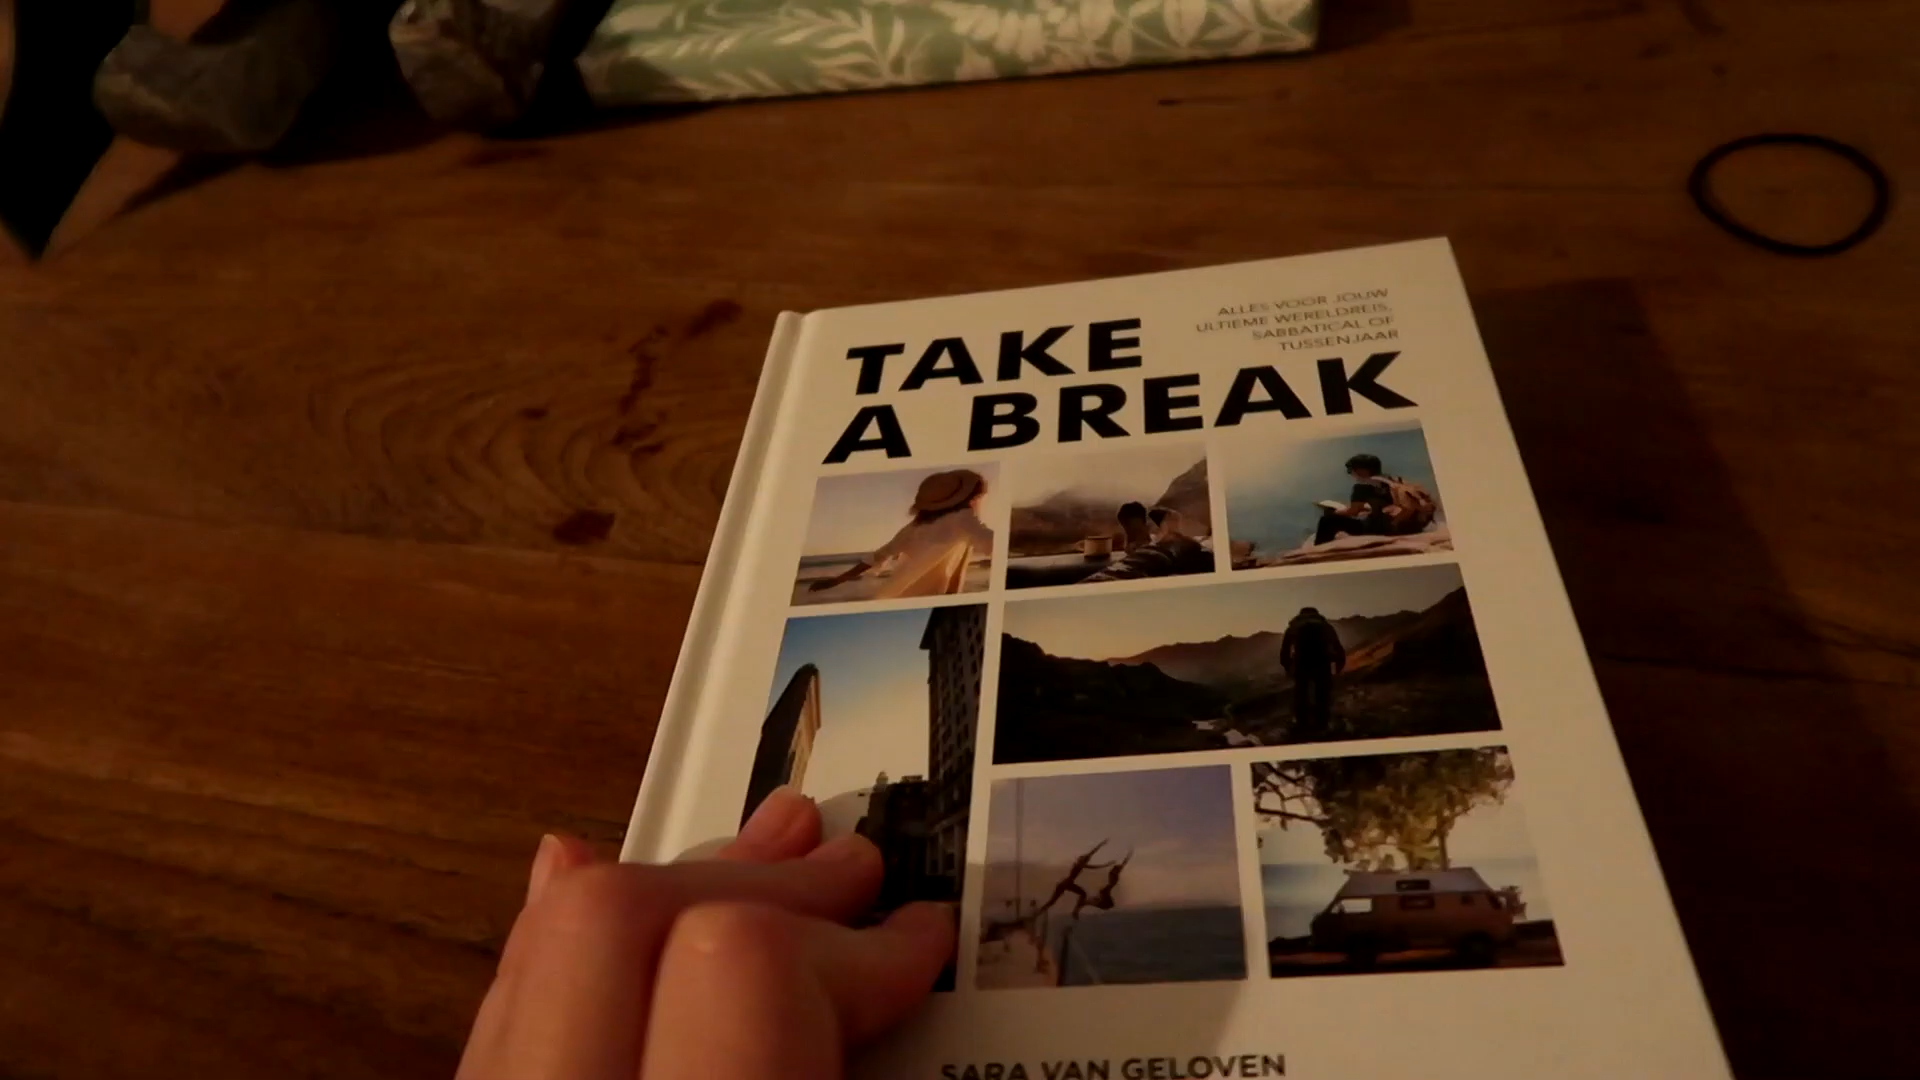 ALLES VOOR JOUW
ULTIEME WERELDREIS,
SABBATICAL OF
TUSSENJAAR
TAKE
A BREAK
SARA VAN GELOVEN